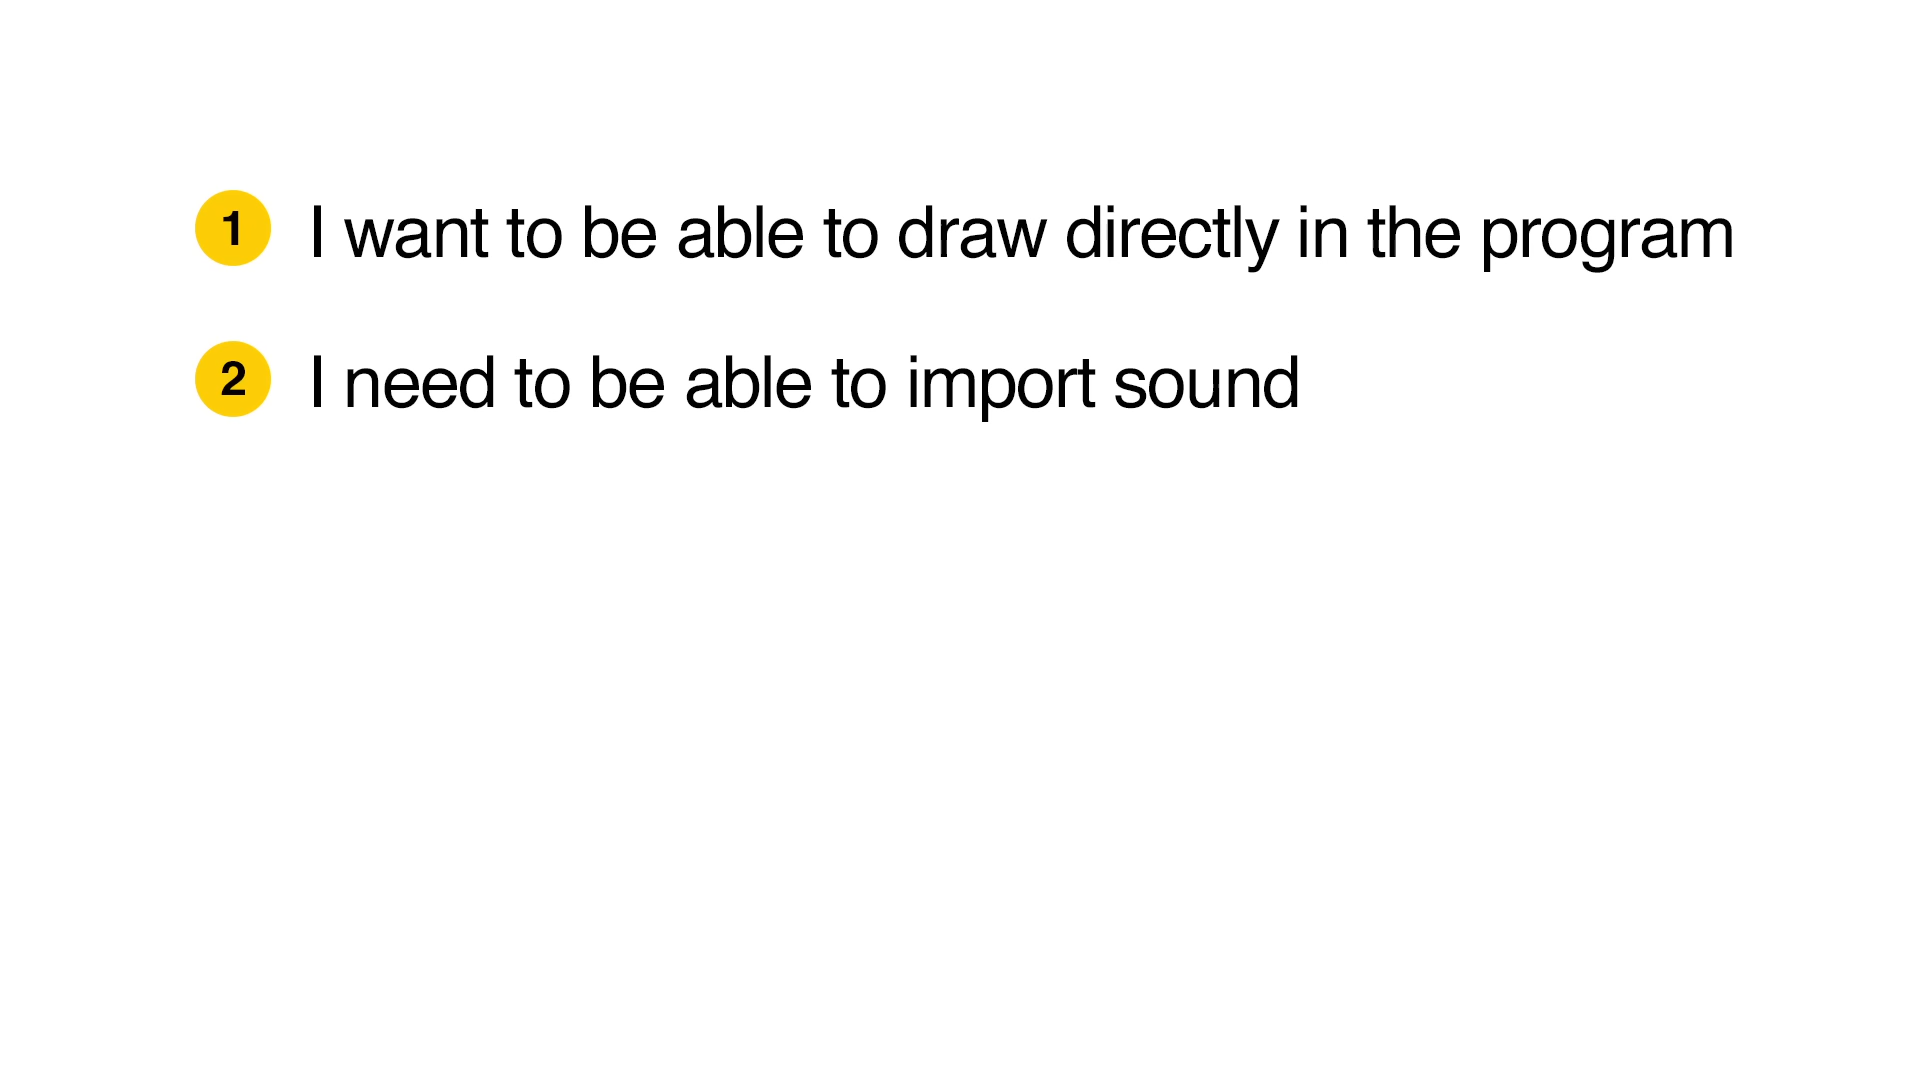 1 I want to be able to draw directly in the program
2 I need to be able to import sound